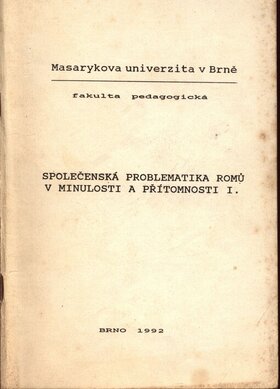 Masarykova univerzita v Brně
fakulta pedagogická
SPOLEČENSKÁ PROBLEMATIKA ROMŮ
V MINULOSTI A PŘÍTOMNOSTI I.
BRNO 1992